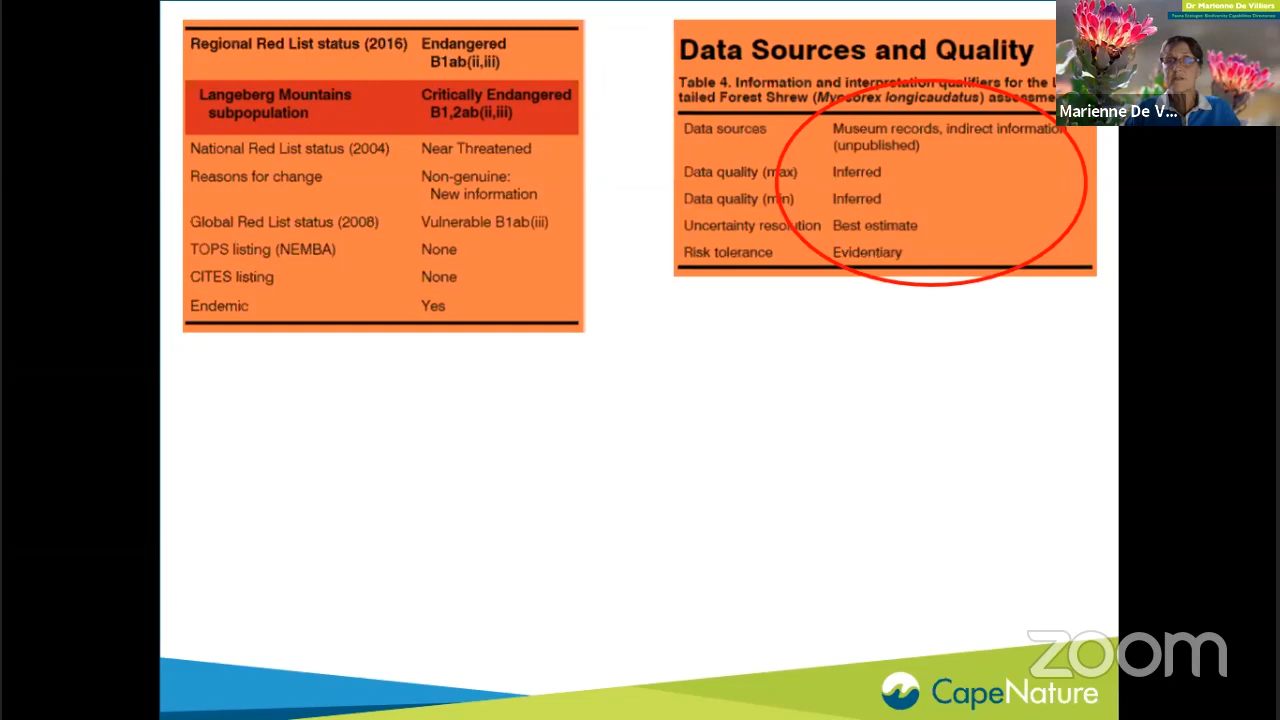 Regional Red List status (2016) Endangered
B1ab(ii,iii)
Langeberg Mountains Critically Endangered
subpopulation B1,2ab(ii,iii)
National Red List status (2004) Near Threatened
Reasons for change Non-genuine:
New information
Global Red List status (2008) Vulnerable B1ab(iii)
TOPS listing (NEMBA) None
CITES listing None
Endemic Yes
Data Sources and Quality
Table 4. Information and interpretation qualifiers for the L
tailed Forest Shrew (Myosorex longicaudatus) assessme
Data sources Museum records, indirect information
(unpublished)
Data quality (max) Inferred
Data quality (min) Inferred
Uncertainty resolution Best estimate
Risk tolerance Evidentiary
Dr Marienne De Villiers
Fauna Ecologist: Biodiversity Capabilities Directorate
Marienne De V...
zoom
CapeNature